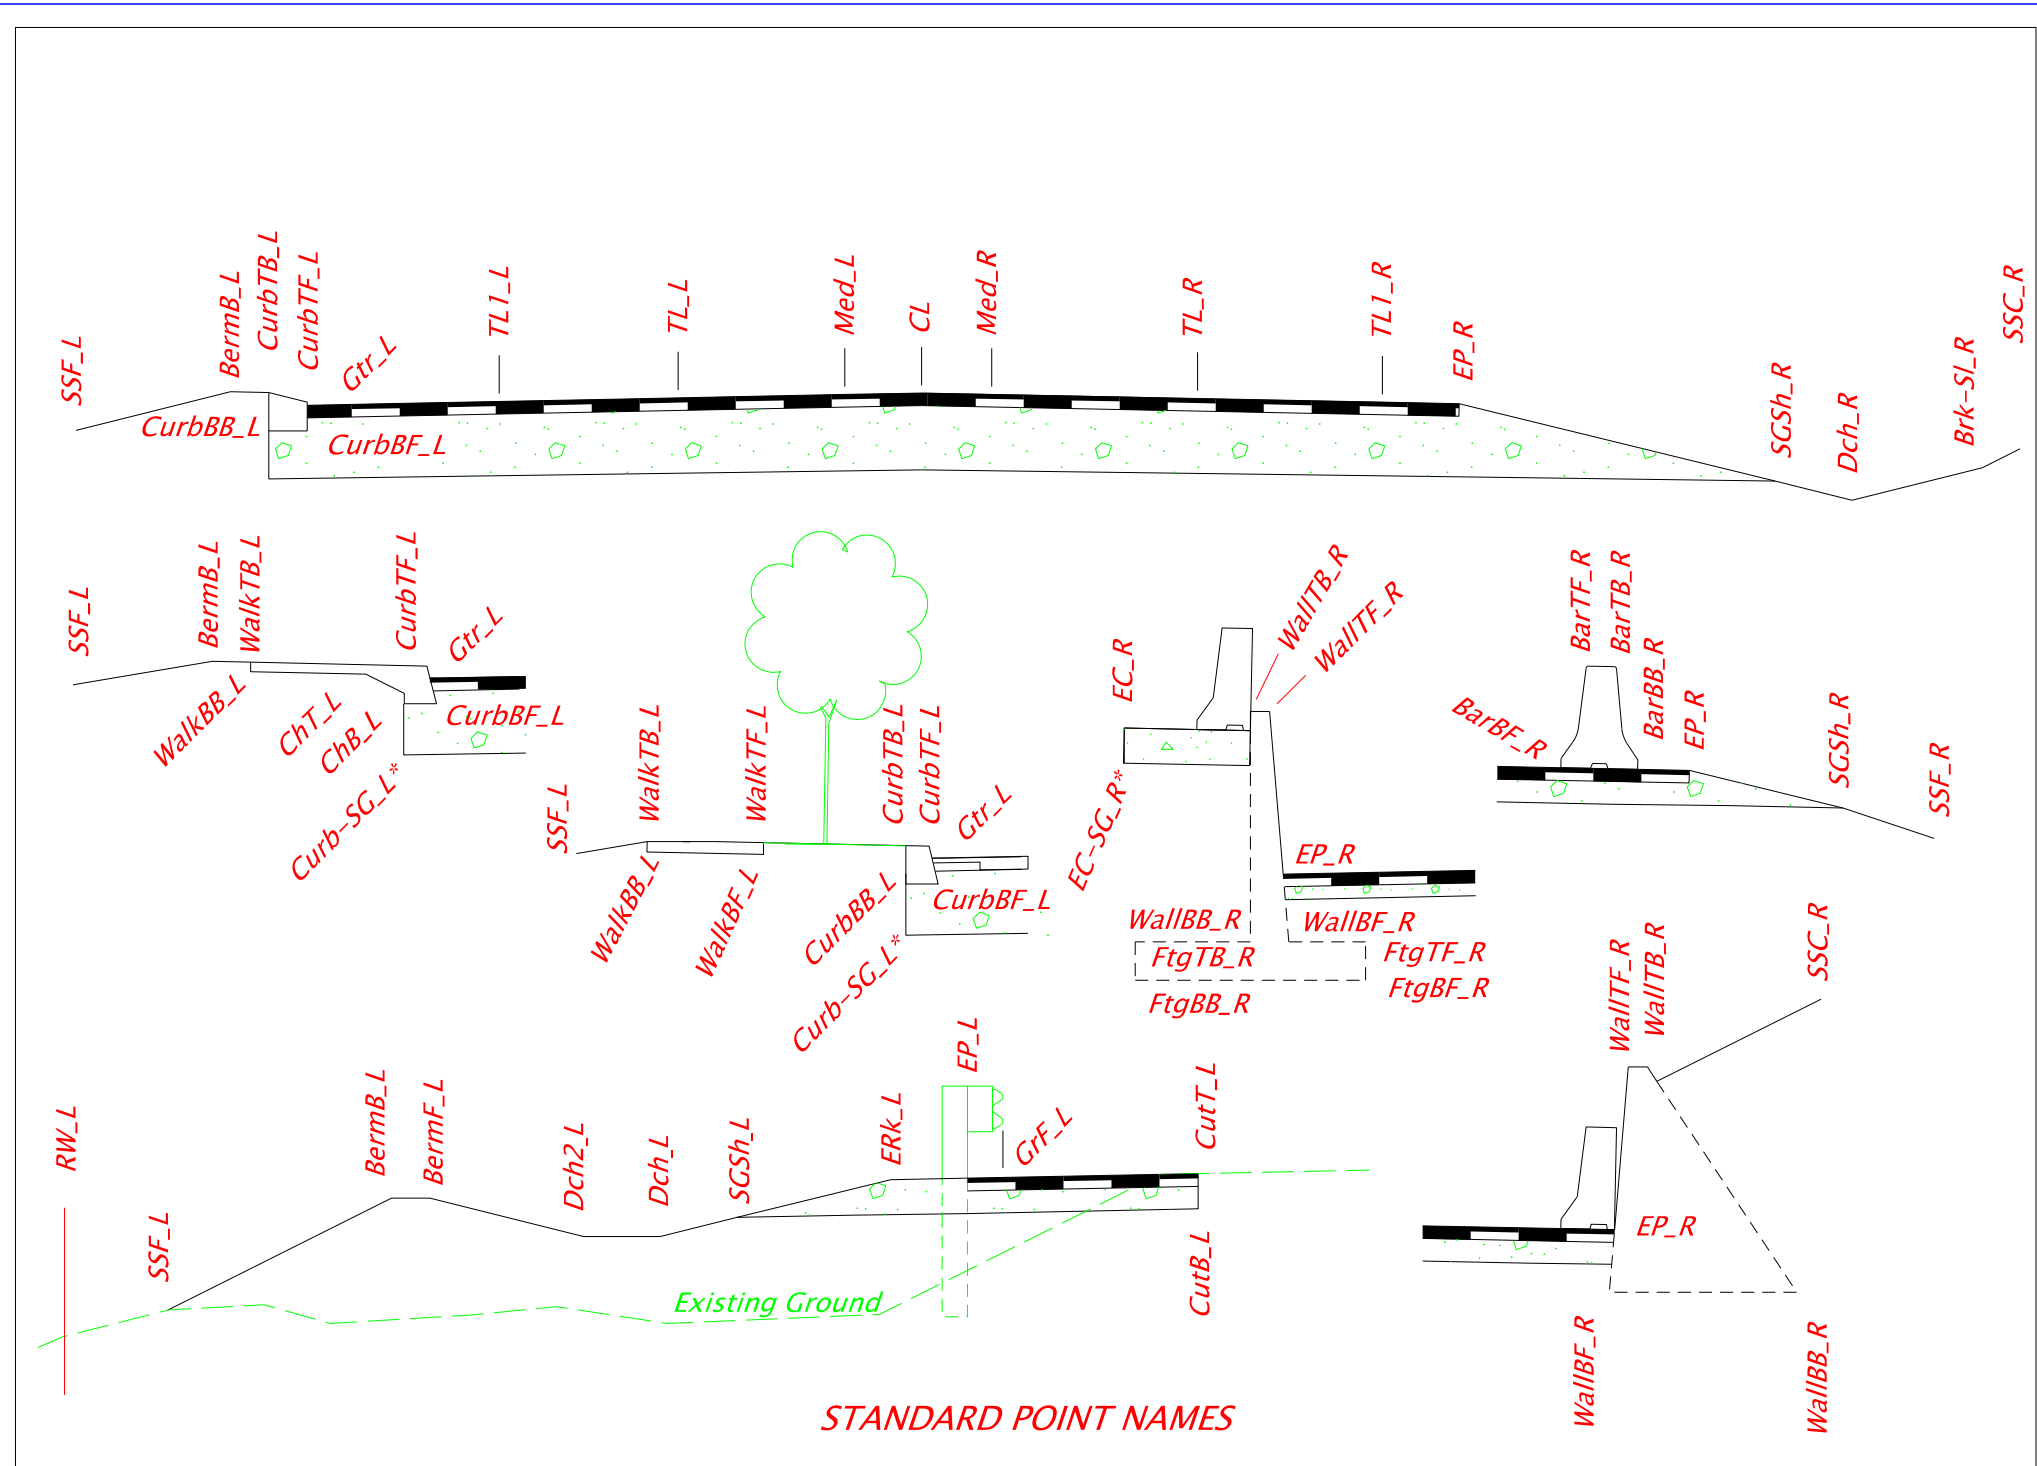 SSF_L
BermB_L
CurbTB_L
CurbTF_L
Gtr_L
TL1_L
TL_L
Med_L
CL
Med_R
TL_R
TL1_R
EP_R
SGSh_R
Dch_R
Brk-Sl_R
SSC_R
CurbBB_L
CurbBF_L
SSF_L
BermB_L
WalkTB_L
CurbTF_L
Gtr_L
WalkBB_L
ChT_L
ChB_L
CurbBF_L
Curb-SG_L*
SSF_L
WalkTB_L
WalkTF_L
CurbTB_L
CurbTF_L
Gtr_L
WalkBB_L
WalkBF_L
CurbBB_L
CurbBF_L
Curb-SG_L*
EC_R
WallTB_R
WallTF_R
EC-SG_R*
EP_R
WallBB_R
WallBF_R
FtgTB_R
FtgTF_R
FtgBB_R
FtgBF_R
BarTF_R
BarTB_R
BarBF_R
BarBB_R
EP_R
SGSh_R
SSF_R
RW_L
SSF_L
BermB_L
BermF_L
Dch2_L
Dch_L
SGSh_L
ERk_L
EP_L
GrF_L
CutT_L
CutB_L
Existing Ground
WallTF_R
WallTB_R
SSC_R
EP_R
WallBF_R
WallBB_R
STANDARD POINT NAMES